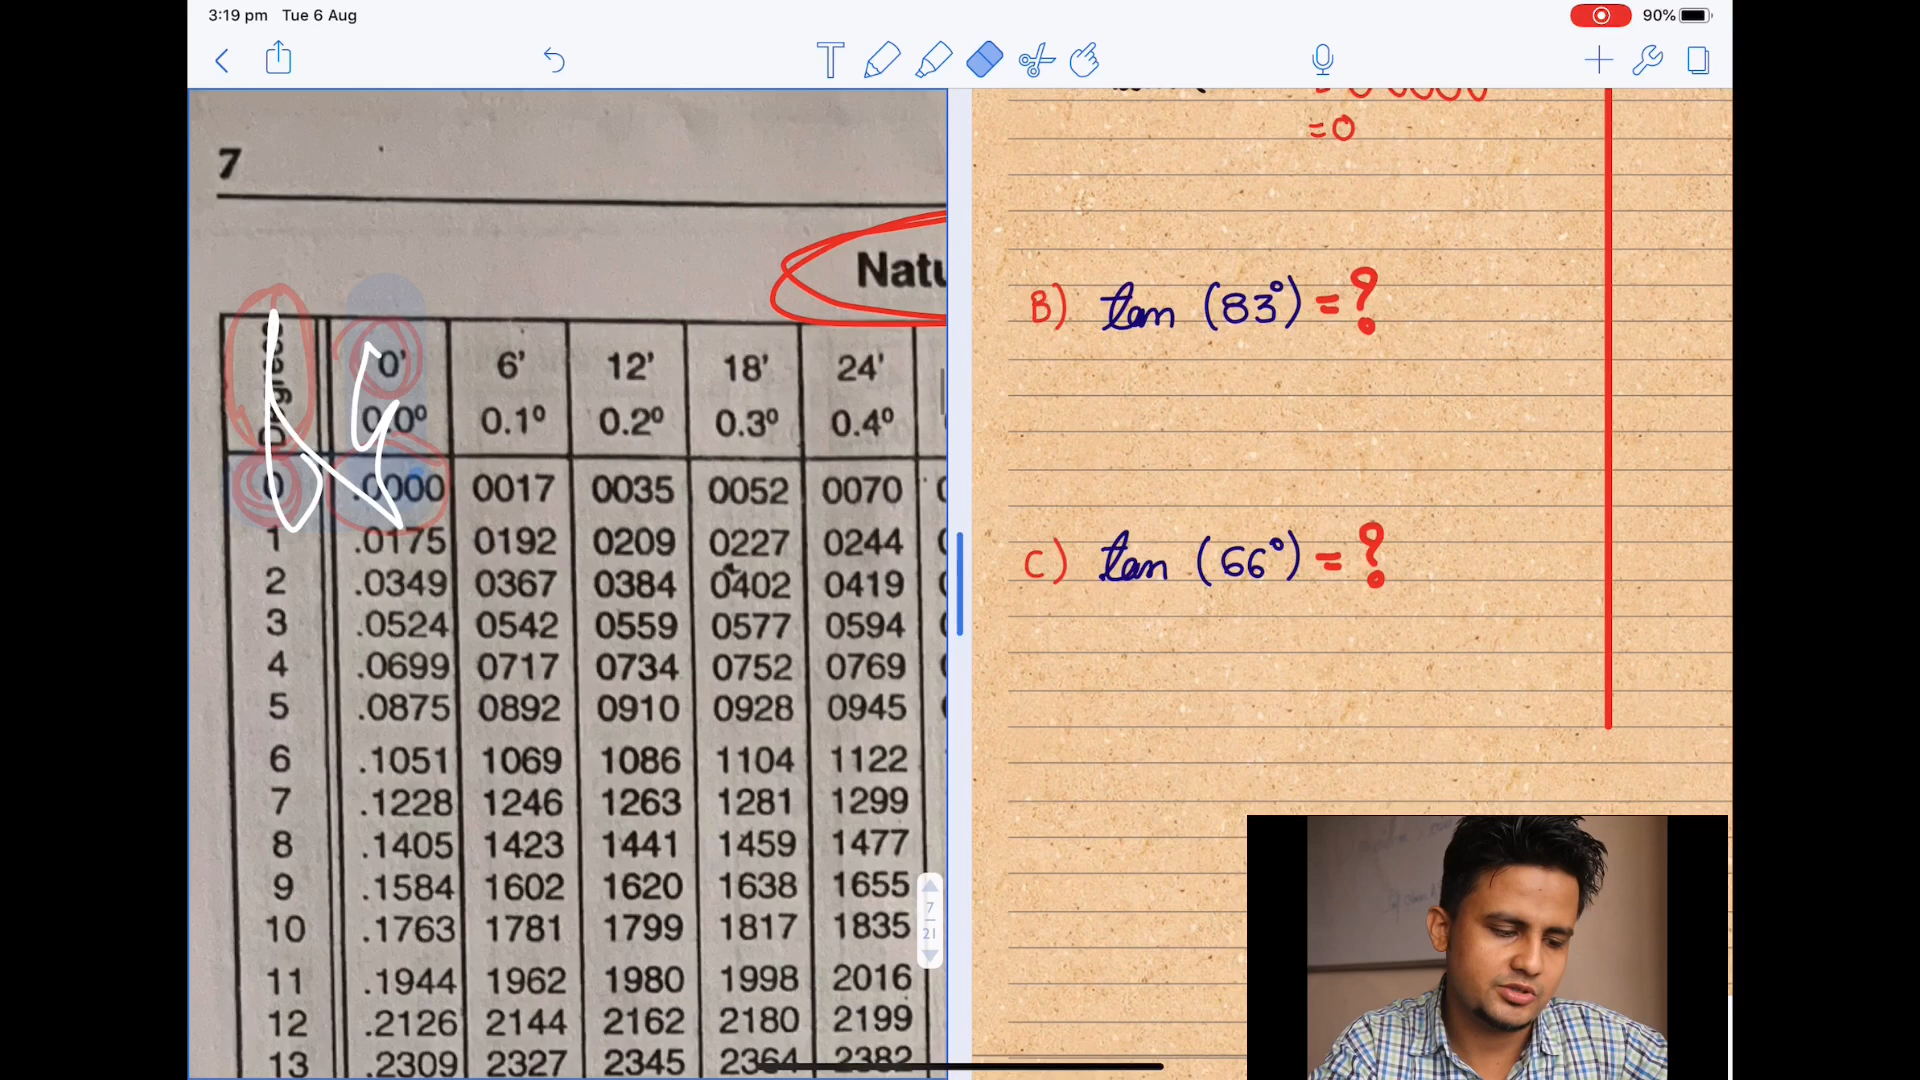 3:19 pm Tue 6 Aug
90%
7
Natu
Degrees 0' 6' 12' 18' 24'
0.0° 0.1° 0.2° 0.3° 0.4°
0 .0000 0017 0035 0052 0070
1 .0175 0192 0209 0227 0244
2 .0349 0367 0384 0402 0419
3 .0524 0542 0559 0577 0594
4 .0699 0717 0734 0752 0769
5 .0875 0892 0910 0928 0945
6 .1051 1069 1086 1104 1122
7 .1228 1246 1263 1281 1299
8 .1405 1423 1441 1459 1477
9 .1584 1602 1620 1638 1655
10 .1763 1781 1799 1817 1835
11 .1944 1962 1980 1998 2016
12 .2126 2144 2162 2180 2199
13 .2309 2327 2345 2364 2382
7
21
=0
B) tan (83°) = ?
C) tan (66°) = ?